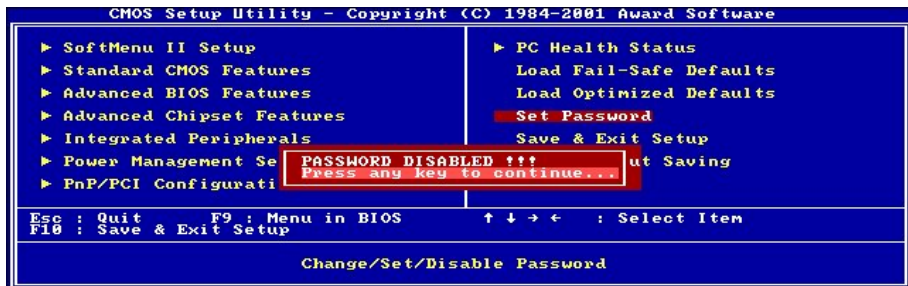 CMOS Setup Utility - Copyright (C) 1984-2001 Award Software
► SoftMenu II Setup
► Standard CMOS Features
► Advanced BIOS Features
► Advanced Chipset Features
► Integrated Peripherals
► Power Management Se
► PnP/PCI Configurati
► PC Health Status
Load Fail-Safe Defaults
Load Optimized Defaults
Set Password
Save & Exit Setup
ut Saving
PASSWORD DISABLED !!!
Press any key to continue...
Esc : Quit F9 : Menu in BIOS ↑ ↓ → ← : Select Item
F10 : Save & Exit Setup
Change/Set/Disable Password